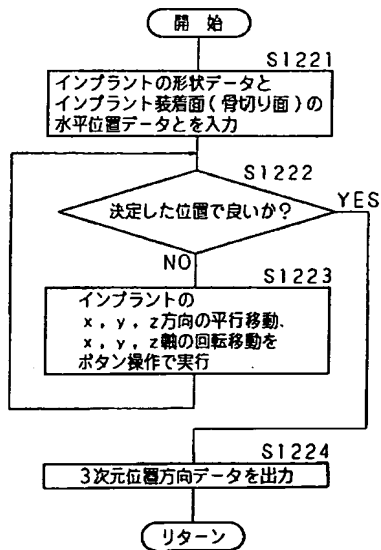 開始
S1221
インプラントの形状データと
インプラント装着面(骨切り面)の
水平位置データとを入力
S1222
決定した位置で良いか?
YES
NO
S1223
インプラントの
x,y,z方向の平行移動、
x,y,z軸の回転移動を
ボタン操作で実行
S1224
3次元位置方向データを出力
リターン